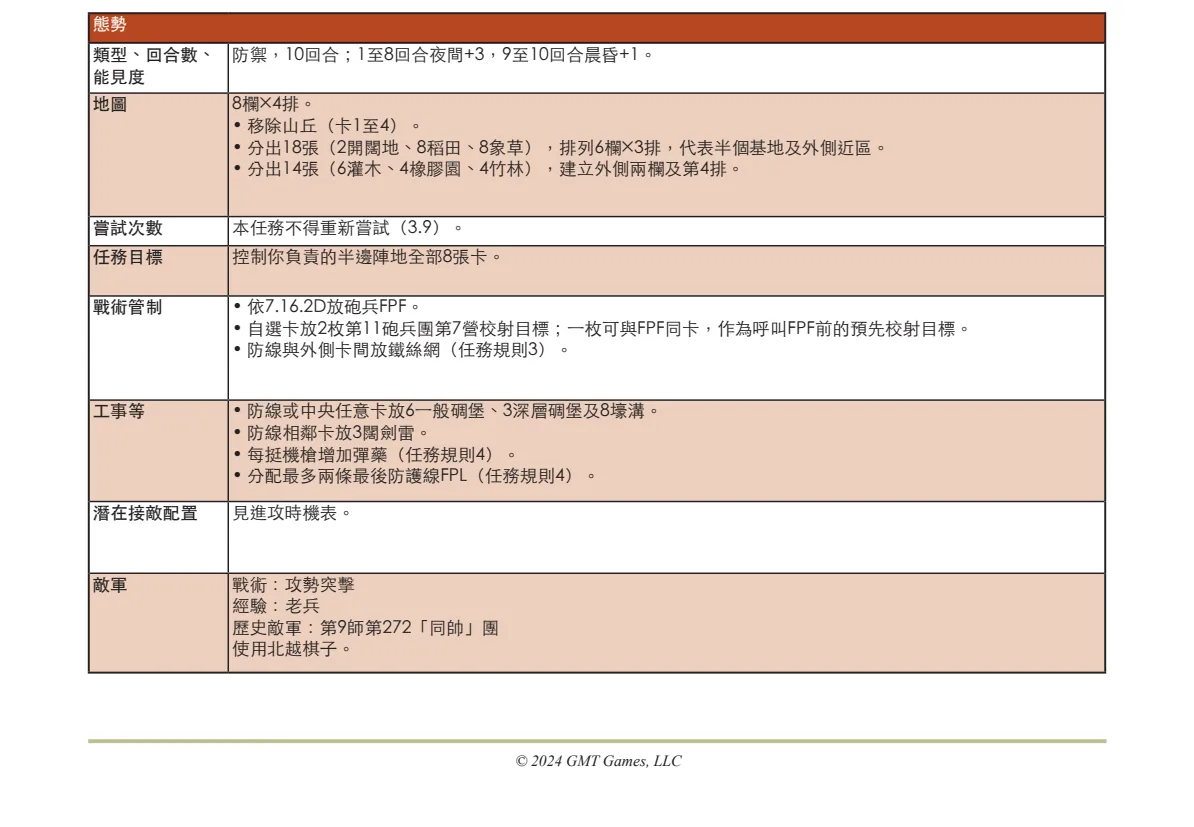 態勢
類型、回合數、
能見度
防禦，10回合；1至8回合夜間+3，9至10回合晨昏+1。
地圖
8欄×4排。
• 移除山丘（卡1至4）。
• 分出18張（2開闊地、8稻田、8象草），排列6欄×3排，代表半個基地及外側近區。
• 分出14張（6灌木、4橡膠園、4竹林），建立外側兩欄及第4排。
嘗試次數
本任務不得重新嘗試（3.9）。
任務目標
控制你負責的半邊陣地全部8張卡。
戰術管制
• 依7.16.2D放砲兵FPF。
• 自選卡放2枚第11砲兵團第7營校射目標；一枚可與FPF同卡，作為呼叫FPF前的預先校射目標。
• 防線與外側卡間放鐵絲網（任務規則3）。
工事等
• 防線或中央任意卡放6一般碉堡、3深層碉堡及8壕溝。
• 防線相鄰卡放3闊劍雷。
• 每挺機槍增加彈藥（任務規則4）。
• 分配最多兩條最後防護線FPL（任務規則4）。
潛在接敵配置
見進攻時機表。
敵軍
戰術：攻勢突擊
經驗：老兵
歷史敵軍：第9師第272「同帥」團
使用北越棋子。
© 2024 GMT Games, LLC